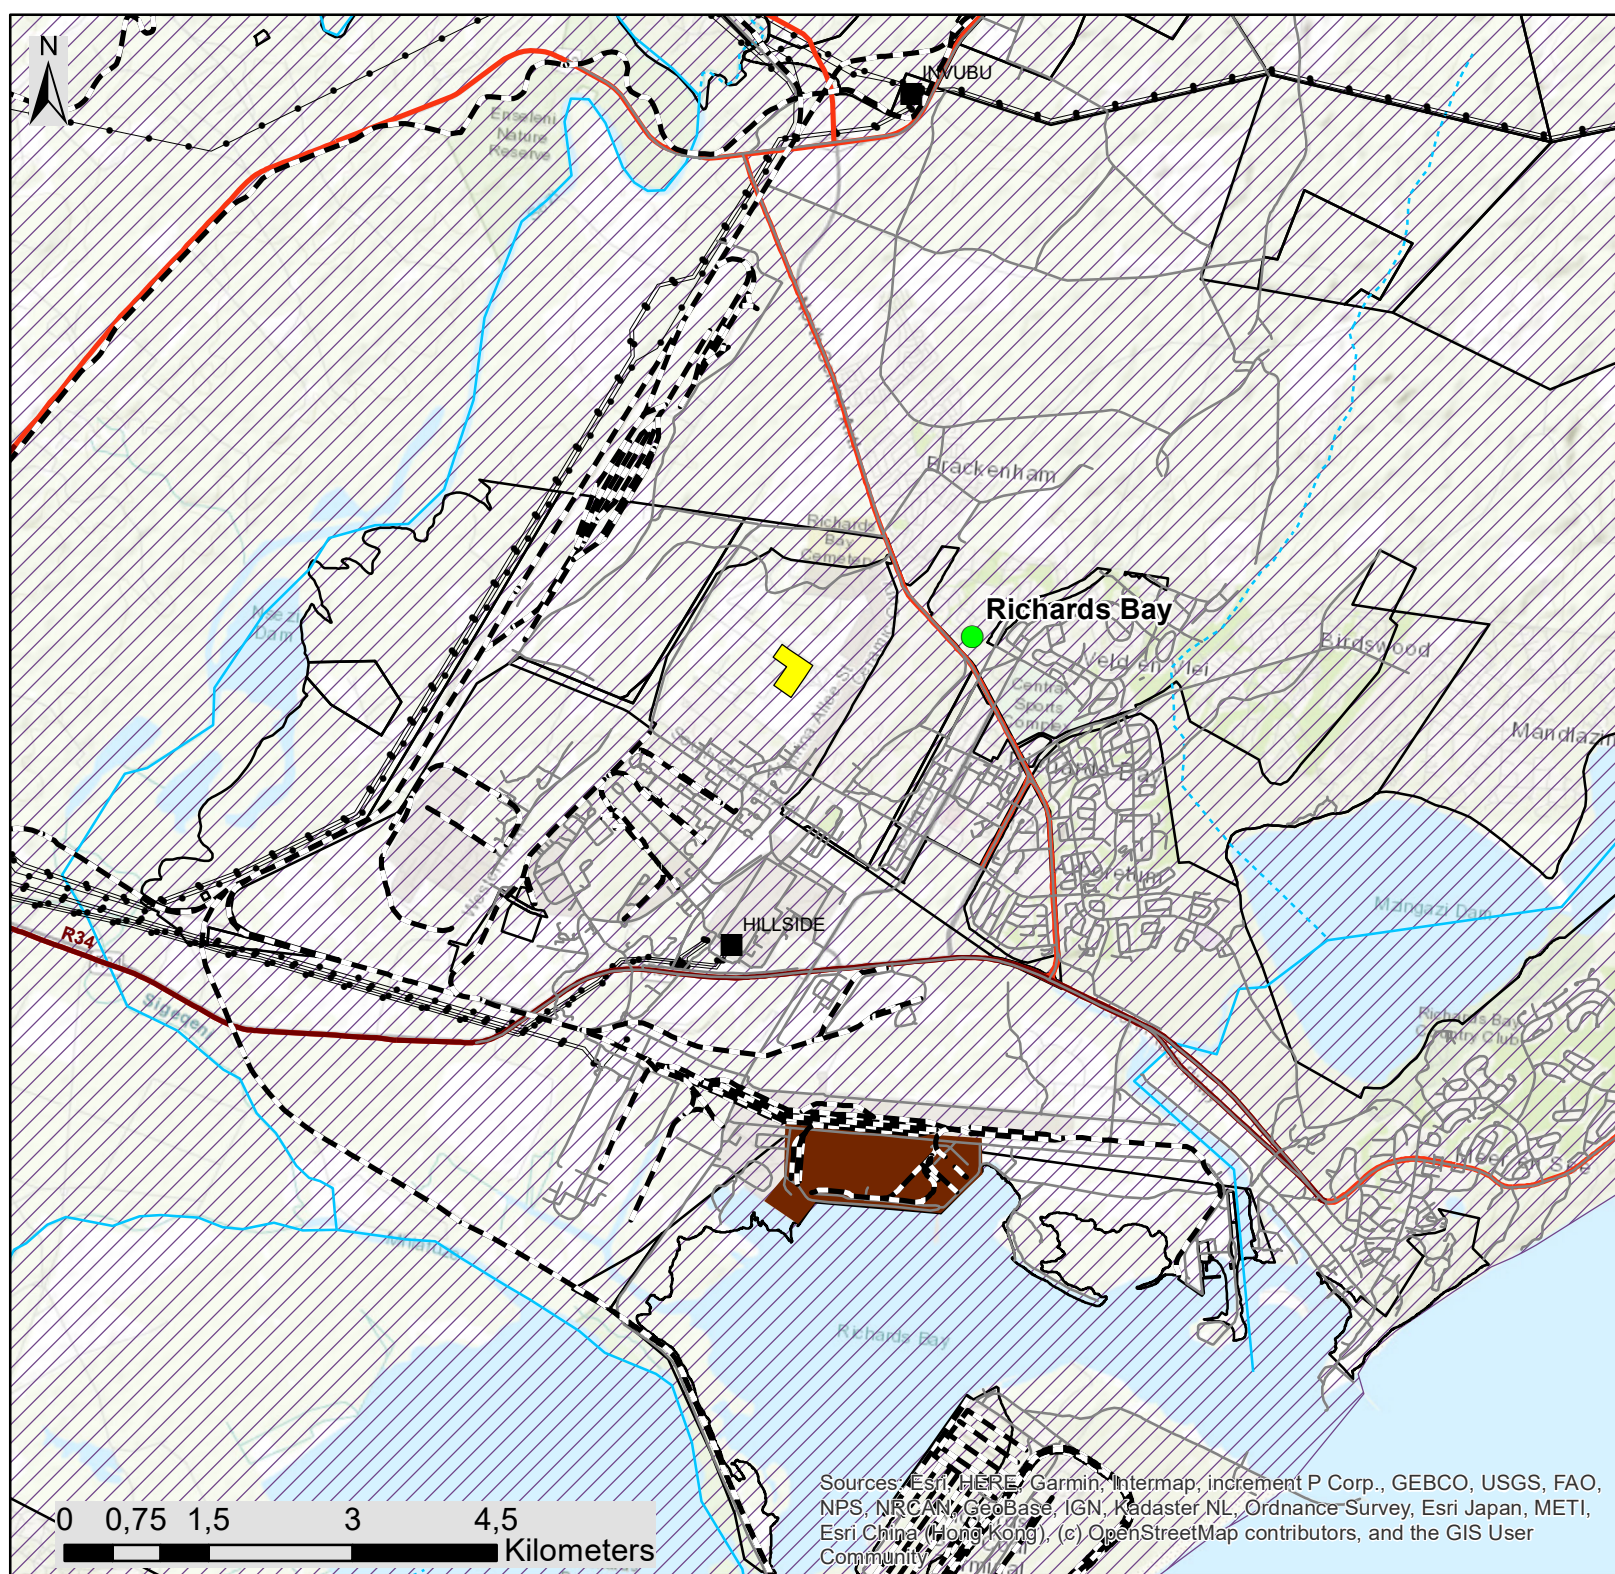 N
INVUBU
Enseleni
Nature
Reserve
Brackenham
Richards
Bay
Cemetery
Richards Bay
Nsezi
Dam
Birdswood
Veld en Vlei
Central
Sports
Complex
Mandlazini
Richards Bay
Arboretum
Mzingazi Dam
HILLSIDE
R34
Richards Bay
Country Club
Meer en See
Richards Bay
Sources: Esri, HERE, Garmin, Intermap, increment P Corp., GEBCO, USGS, FAO,
NPS, NRCAN, GeoBase, IGN, Kadaster NL, Ordnance Survey, Esri Japan, METI,
Esri China (Hong Kong), (c) OpenStreetMap contributors, and the GIS User
Community
Coal
0 0,75 1,5 3 4,5
Kilometers